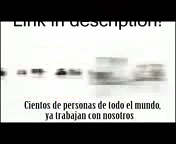 Link in description!
Cientos de personas de todo el mundo,
ya trabajan con nosotros